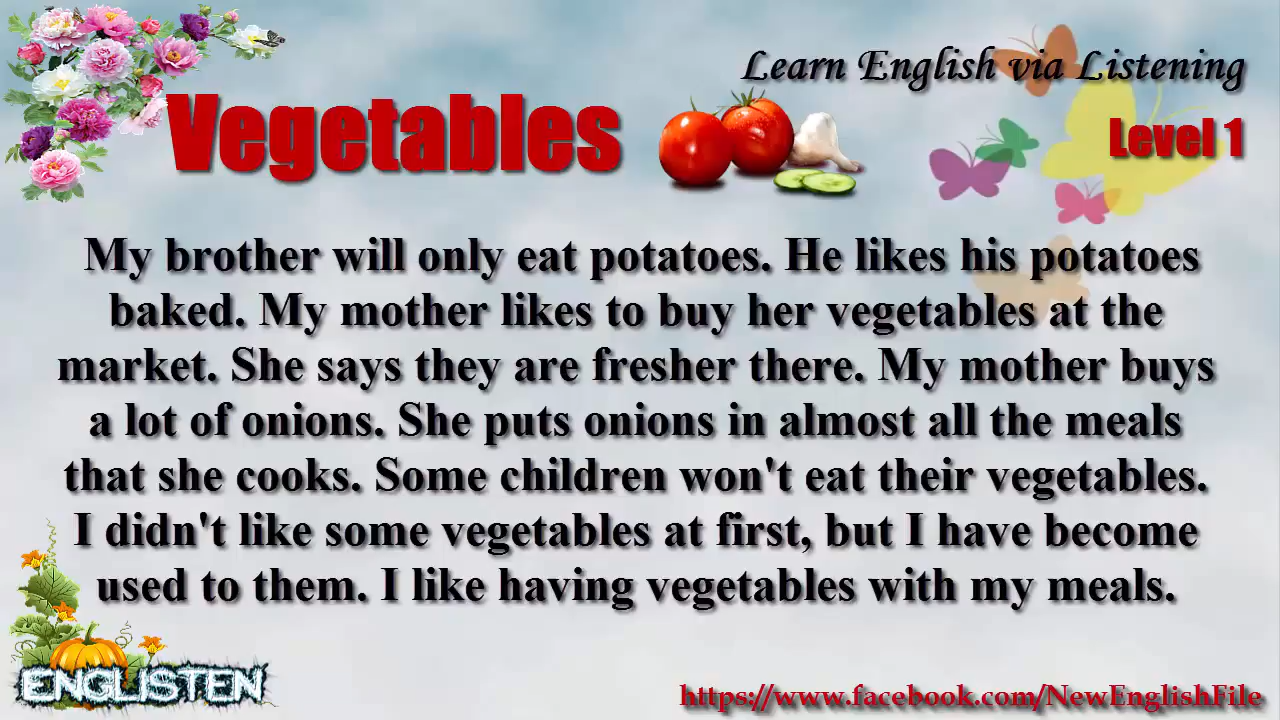 Learn English via Listening
Vegetables
Level 1
My brother will only eat potatoes. He likes his potatoes
baked. My mother likes to buy her vegetables at the
market. She says they are fresher there. My mother buys
a lot of onions. She puts onions in almost all the meals
that she cooks. Some children won't eat their vegetables.
I didn't like some vegetables at first, but I have become
used to them. I like having vegetables with my meals.
ENGLISTEN
https://www.facebook.com/NewEnglishFile